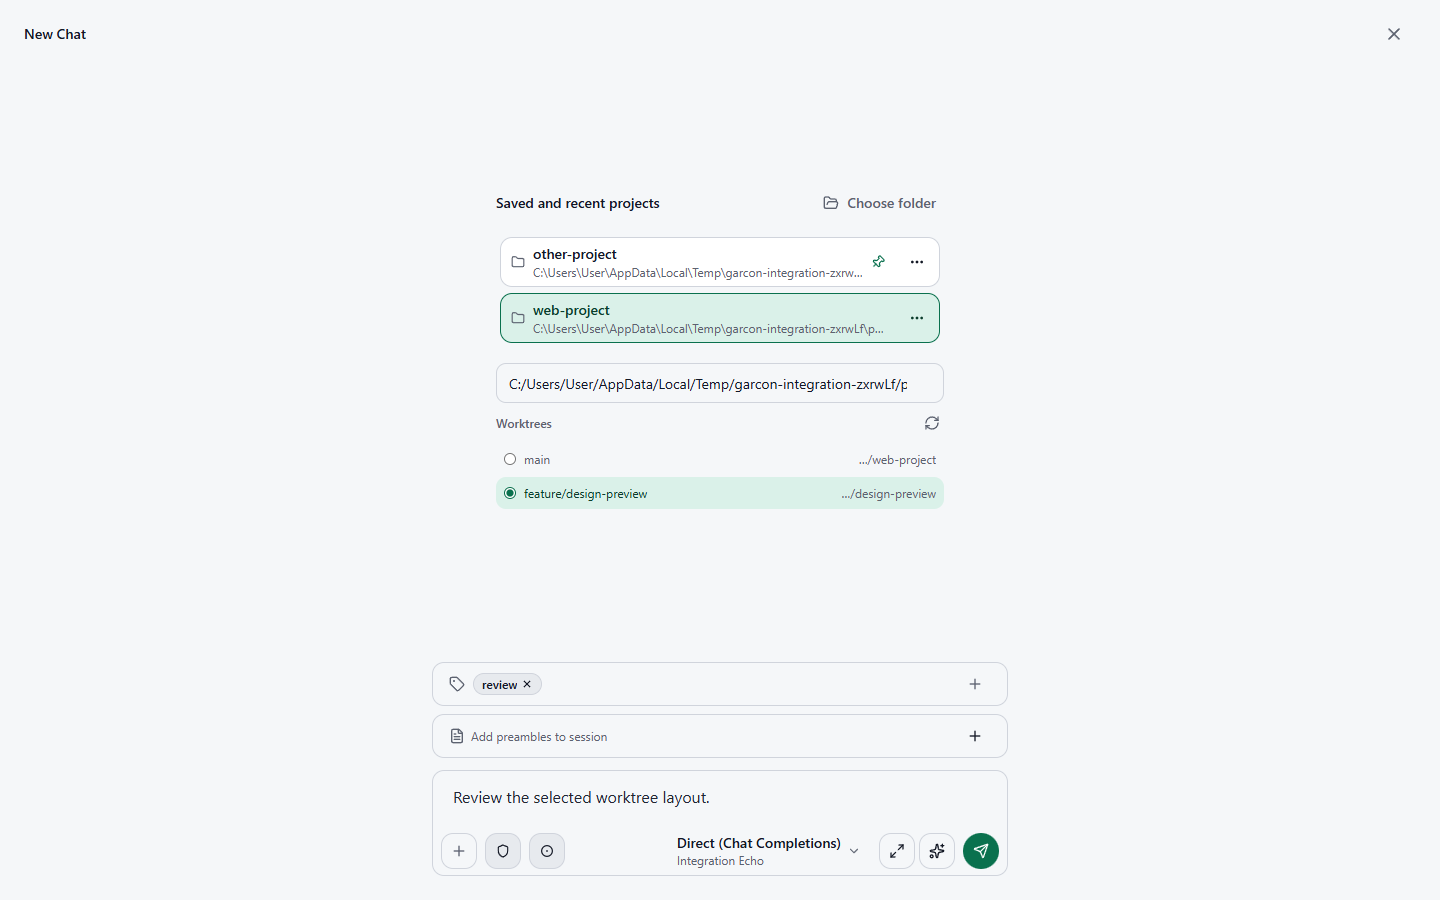 New Chat
Saved and recent projects
Choose folder
other-project
C:\Users\User\AppData\Local\Temp\garcon-integration-zxrw...
web-project
C:\Users\User\AppData\Local\Temp\garcon-integration-zxrwLf\p...
C:/Users/User/AppData/Local/Temp/garcon-integration-zxrwLf/p
Worktrees
main .../web-project
feature/design-preview .../design-preview
review
Add preambles to session
Review the selected worktree layout.
Direct (Chat Completions)
Integration Echo